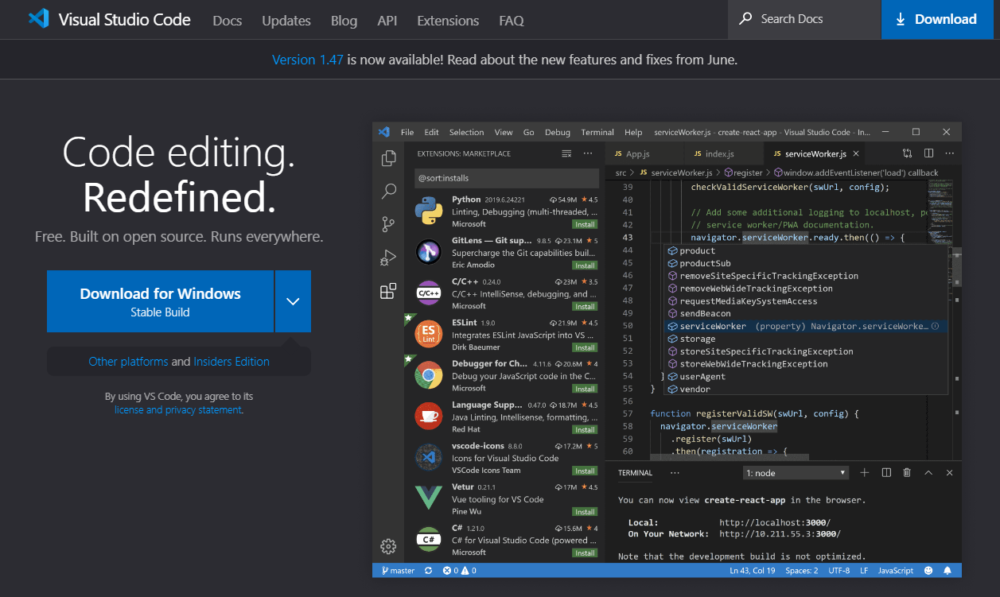 Visual Studio Code Docs Updates Blog API Extensions FAQ Search Docs Download
Version 1.47 is now available! Read about the new features and fixes from June.
Code editing.
Redefined.
Free. Built on open source. Runs everywhere.
Download for Windows
Stable Build
Other platforms and Insiders Edition
By using VS Code, you agree to its
license and privacy statement.
File Edit Selection View Go Debug Terminal Help serviceWorker.js - create-react-app - Visual Studio Code - In...
EXTENSIONS: MARKETPLACE
@sort:installs
Python 2019.6.24221 54.9M 4.5
Linting, Debugging (multi-threaded, ...
Microsoft Install
GitLens — Git sup... 9.8.5 23.1M 5
Supercharge the Git capabilities buil...
Eric Amodio Install
C/C++
C/C++ 0.24.0 23M 3.5
C/C++ IntelliSense, debugging, and ...
Microsoft Install
ES
Lint
ESLint 1.9.0 21.9M 4.5
Integrates ESLint JavaScript into VS ...
Dirk Baeumer Install
Debugger for Ch... 4.11.6 20.6M 4
Debug your JavaScript code in the C...
Microsoft Install
Language Supp... 0.47.0 18.7M 4.5
Java Linting, Intellisense, formatting, ...
Red Hat Install
vscode-icons 8.8.0 17.2M 5
Icons for Visual Studio Code
VSCode Icons Team Install
Vetur 0.21.1 17M 4.5
Vue tooling for VS Code
Pine Wu Install
C#
C# 1.21.0 15.6M 4
C# for Visual Studio Code (powered ...
Microsoft Install
JS App.js JS index.js JS serviceWorker.js
src > JS serviceWorker.js > register > window.addEventListener('load') callback
39 checkValidServiceWorker(swUrl, config);
40
41 // Add some additional logging to localhost, po
42 // service worker/PWA documentation.
43 navigator.serviceWorker.ready.then(() => {
44 product
45 productSub
46 removeSiteSpecificTrackingException
47 removeWebWideTrackingException
48 requestMediaKeySystemAccess
49 sendBeacon
50 serviceWorker (property) Navigator.serviceWorke...
51 storage
52 storeSiteSpecificTrackingException
53 storeWebWideTrackingException
54 } userAgent
55 } vendor
56
57 function registerValidSW(swUrl, config) {
58 navigator.serviceWorker
59 .register(swUrl)
60 .then(registration => {
TERMINAL ... 1: node
You can now view create-react-app in the browser.
Local: http://localhost:3000/
On Your Network: http://10.211.55.3:3000/
Note that the development build is not optimized.
master 0 0 Ln 43, Col 19 Spaces: 2 UTF-8 LF JavaScript